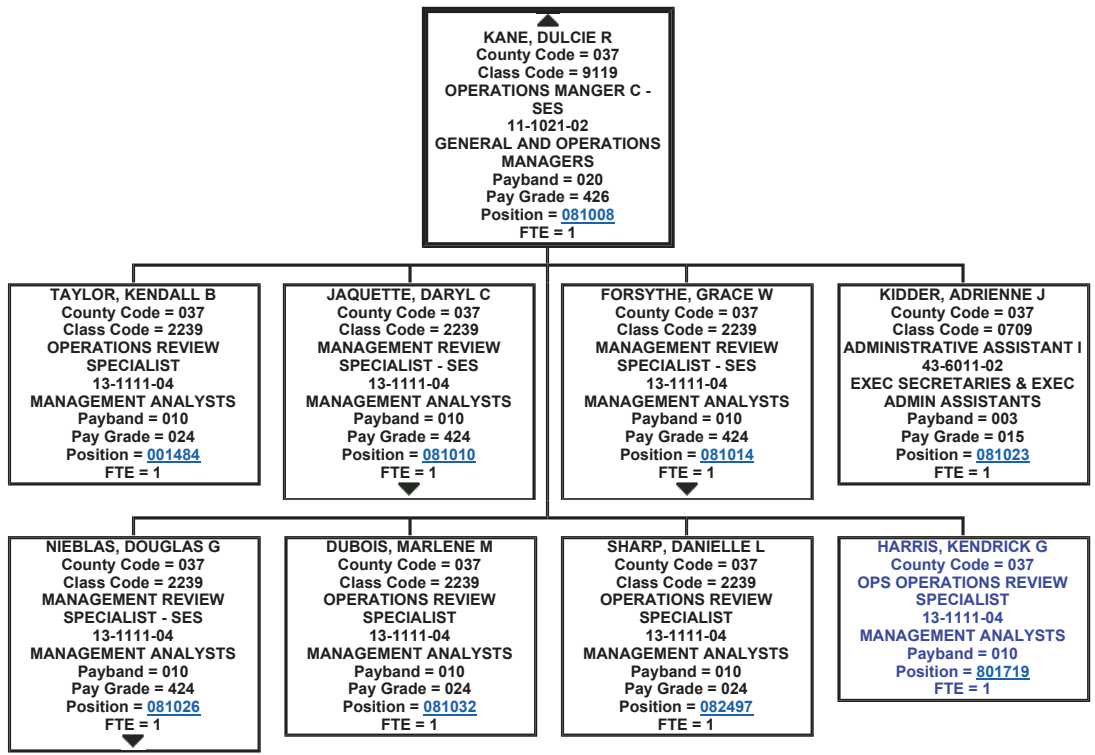 KANE, DULCIE R
County Code = 037
Class Code = 9119
OPERATIONS MANGER C -
SES
11-1021-02
GENERAL AND OPERATIONS
MANAGERS
Payband = 020
Pay Grade = 426
Position = 081008
FTE = 1
TAYLOR, KENDALL B
County Code = 037
Class Code = 2239
OPERATIONS REVIEW
SPECIALIST
13-1111-04
MANAGEMENT ANALYSTS
Payband = 010
Pay Grade = 024
Position = 001484
FTE = 1
JAQUETTE, DARYL C
County Code = 037
Class Code = 2239
MANAGEMENT REVIEW
SPECIALIST - SES
13-1111-04
MANAGEMENT ANALYSTS
Payband = 010
Pay Grade = 424
Position = 081010
FTE = 1
FORSYTHE, GRACE W
County Code = 037
Class Code = 2239
MANAGEMENT REVIEW
SPECIALIST - SES
13-1111-04
MANAGEMENT ANALYSTS
Payband = 010
Pay Grade = 424
Position = 081014
FTE = 1
KIDDER, ADRIENNE J
County Code = 037
Class Code = 0709
ADMINISTRATIVE ASSISTANT I
43-6011-02
EXEC SECRETARIES & EXEC
ADMIN ASSISTANTS
Payband = 003
Pay Grade = 015
Position = 081023
FTE = 1
NIEBLAS, DOUGLAS G
County Code = 037
Class Code = 2239
MANAGEMENT REVIEW
SPECIALIST - SES
13-1111-04
MANAGEMENT ANALYSTS
Payband = 010
Pay Grade = 424
Position = 081026
FTE = 1
DUBOIS, MARLENE M
County Code = 037
Class Code = 2239
OPERATIONS REVIEW
SPECIALIST
13-1111-04
MANAGEMENT ANALYSTS
Payband = 010
Pay Grade = 024
Position = 081032
FTE = 1
SHARP, DANIELLE L
County Code = 037
Class Code = 2239
OPERATIONS REVIEW
SPECIALIST
13-1111-04
MANAGEMENT ANALYSTS
Payband = 010
Pay Grade = 024
Position = 082497
FTE = 1
HARRIS, KENDRICK G
County Code = 037
OPS OPERATIONS REVIEW
SPECIALIST
13-1111-04
MANAGEMENT ANALYSTS
Payband = 010
Position = 801719
FTE = 1